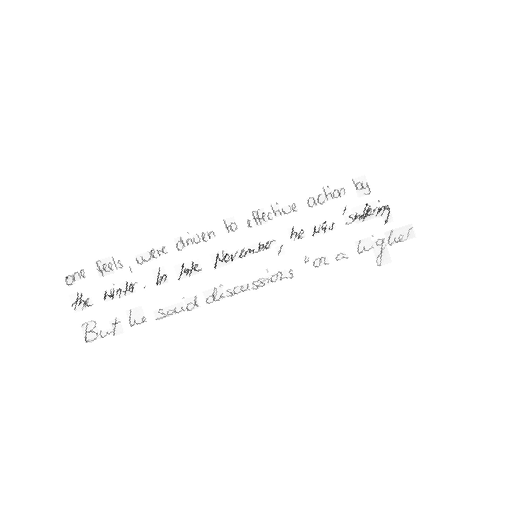 one feels, were driven to effective action by
the winter. In late November, he was ' suffering
But he said discussions "on a higher